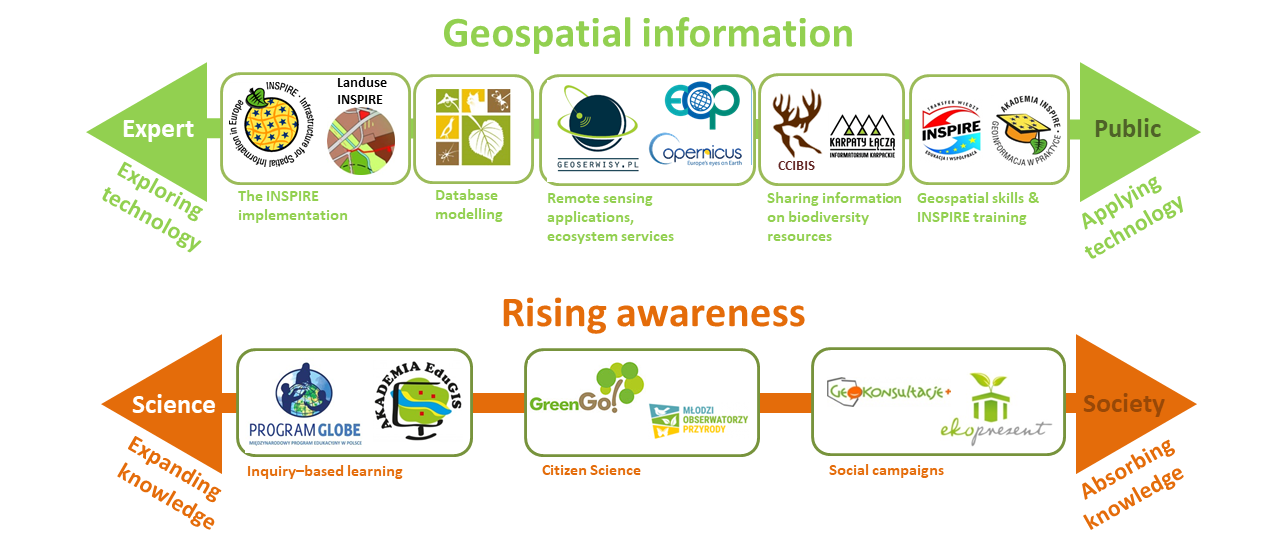 Geospatial information
Expert
Exploring
technology
INSPIRE · Infrastructure for Spatial Information in Europe
Landuse
INSPIRE
The INSPIRE
implementation
Database
modelling
GEOSERWISY.PL
ecp
Copernicus
Europe's eyes on Earth
Remote sensing
applications,
ecosystem services
CCIBIS
KARPATY ŁĄCZĄ
INFORMATORIUM KARPACKIE
Sharing information
on biodiversity
resources
TRANSFER WIEDZY
INSPIRE
EDUKACJA I WSPÓŁPRACA
AKADEMIA INSPIRE ·
GEOINFORMACJA W PRAKTYCE
Geospatial skills &
INSPIRE training
Public
Applying
technology
Rising awareness
Science
Expanding
knowledge
PROGRAM GLOBE
MIĘDZYNARODOWY PROGRAM EDUKACYJNY W POLSCE
AKADEMIA EduGIS
Inquiry–based learning
GreenGo!
MŁODZI
OBSERWATORZY
PRZYRODY
Citizen Science
GEOKONSULTACJE+
ekopresent
Social campaigns
Society
Absorbing
knowledge